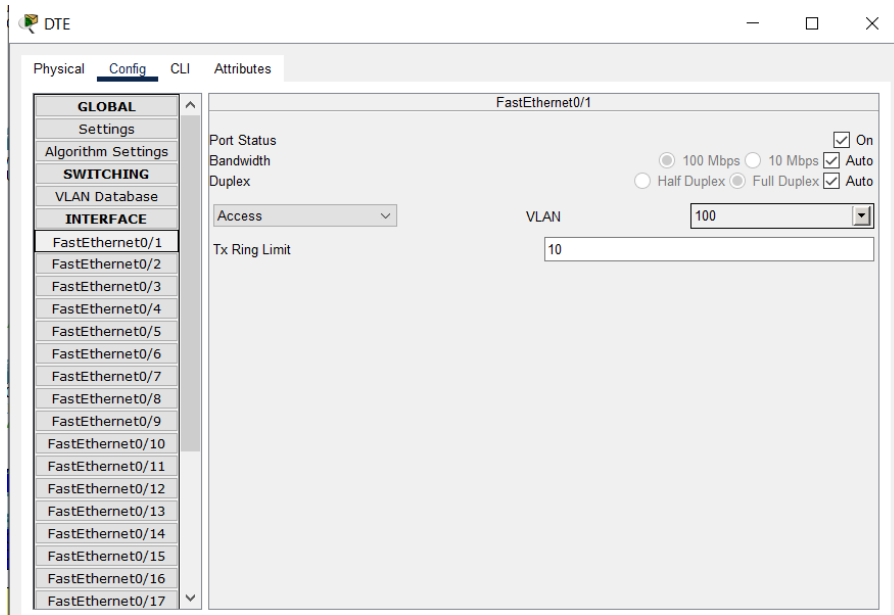 DTE
Physical Config CLI Attributes
GLOBAL
Settings
Algorithm Settings
SWITCHING
VLAN Database
INTERFACE
FastEthernet0/1
FastEthernet0/2
FastEthernet0/3
FastEthernet0/4
FastEthernet0/5
FastEthernet0/6
FastEthernet0/7
FastEthernet0/8
FastEthernet0/9
FastEthernet0/10
FastEthernet0/11
FastEthernet0/12
FastEthernet0/13
FastEthernet0/14
FastEthernet0/15
FastEthernet0/16
FastEthernet0/17
FastEthernet0/1
Port Status On
Bandwidth 100 Mbps 10 Mbps Auto
Duplex Half Duplex Full Duplex Auto
Access VLAN 100
Tx Ring Limit 10